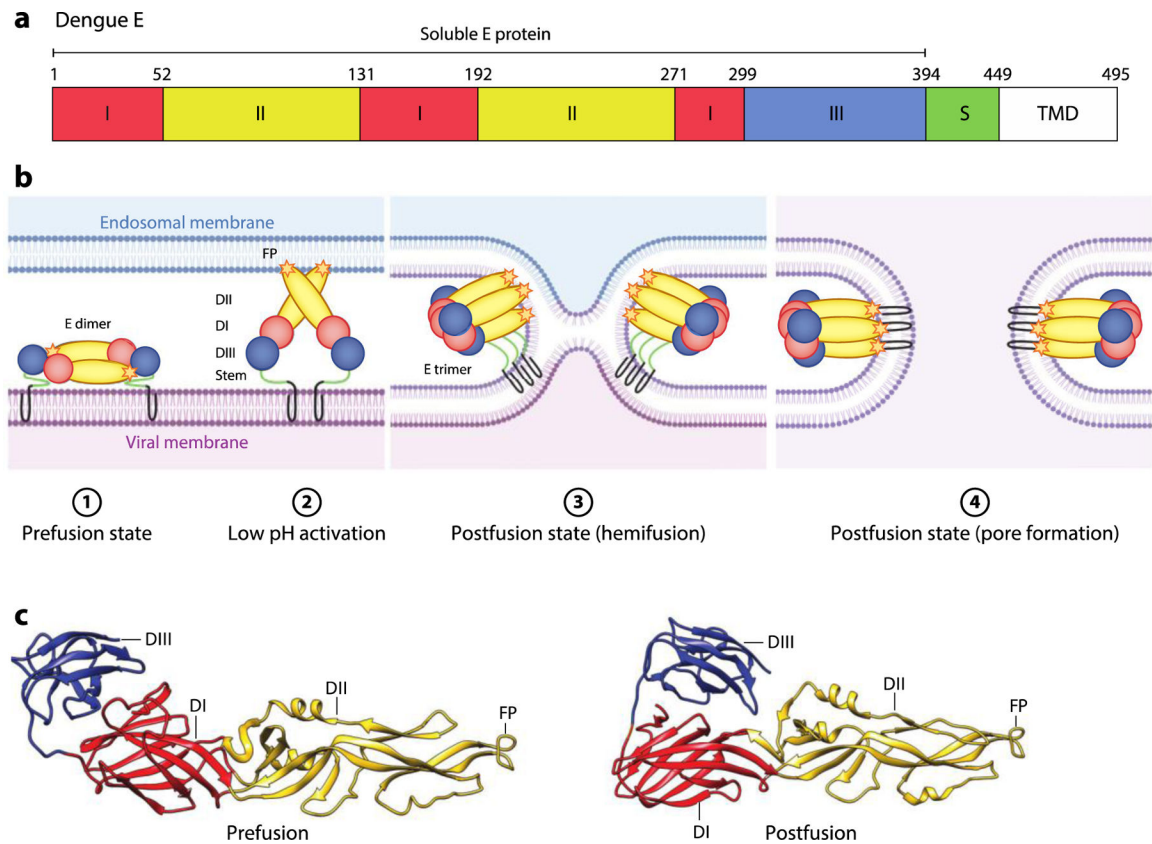 a Dengue E
Soluble E protein
1 52 131 192 271 299 394 449 495
I II I II I III S TMD
b
Endosomal membrane
FP
DII
DI
DIII
Stem
E dimer
Viral membrane
E trimer
1 2 3 4
Prefusion state
Low pH activation
Postfusion state (hemifusion)
Postfusion state (pore formation)
c
DIII
DI
DII
FP
Prefusion
DIII
DII
FP
DI
Postfusion